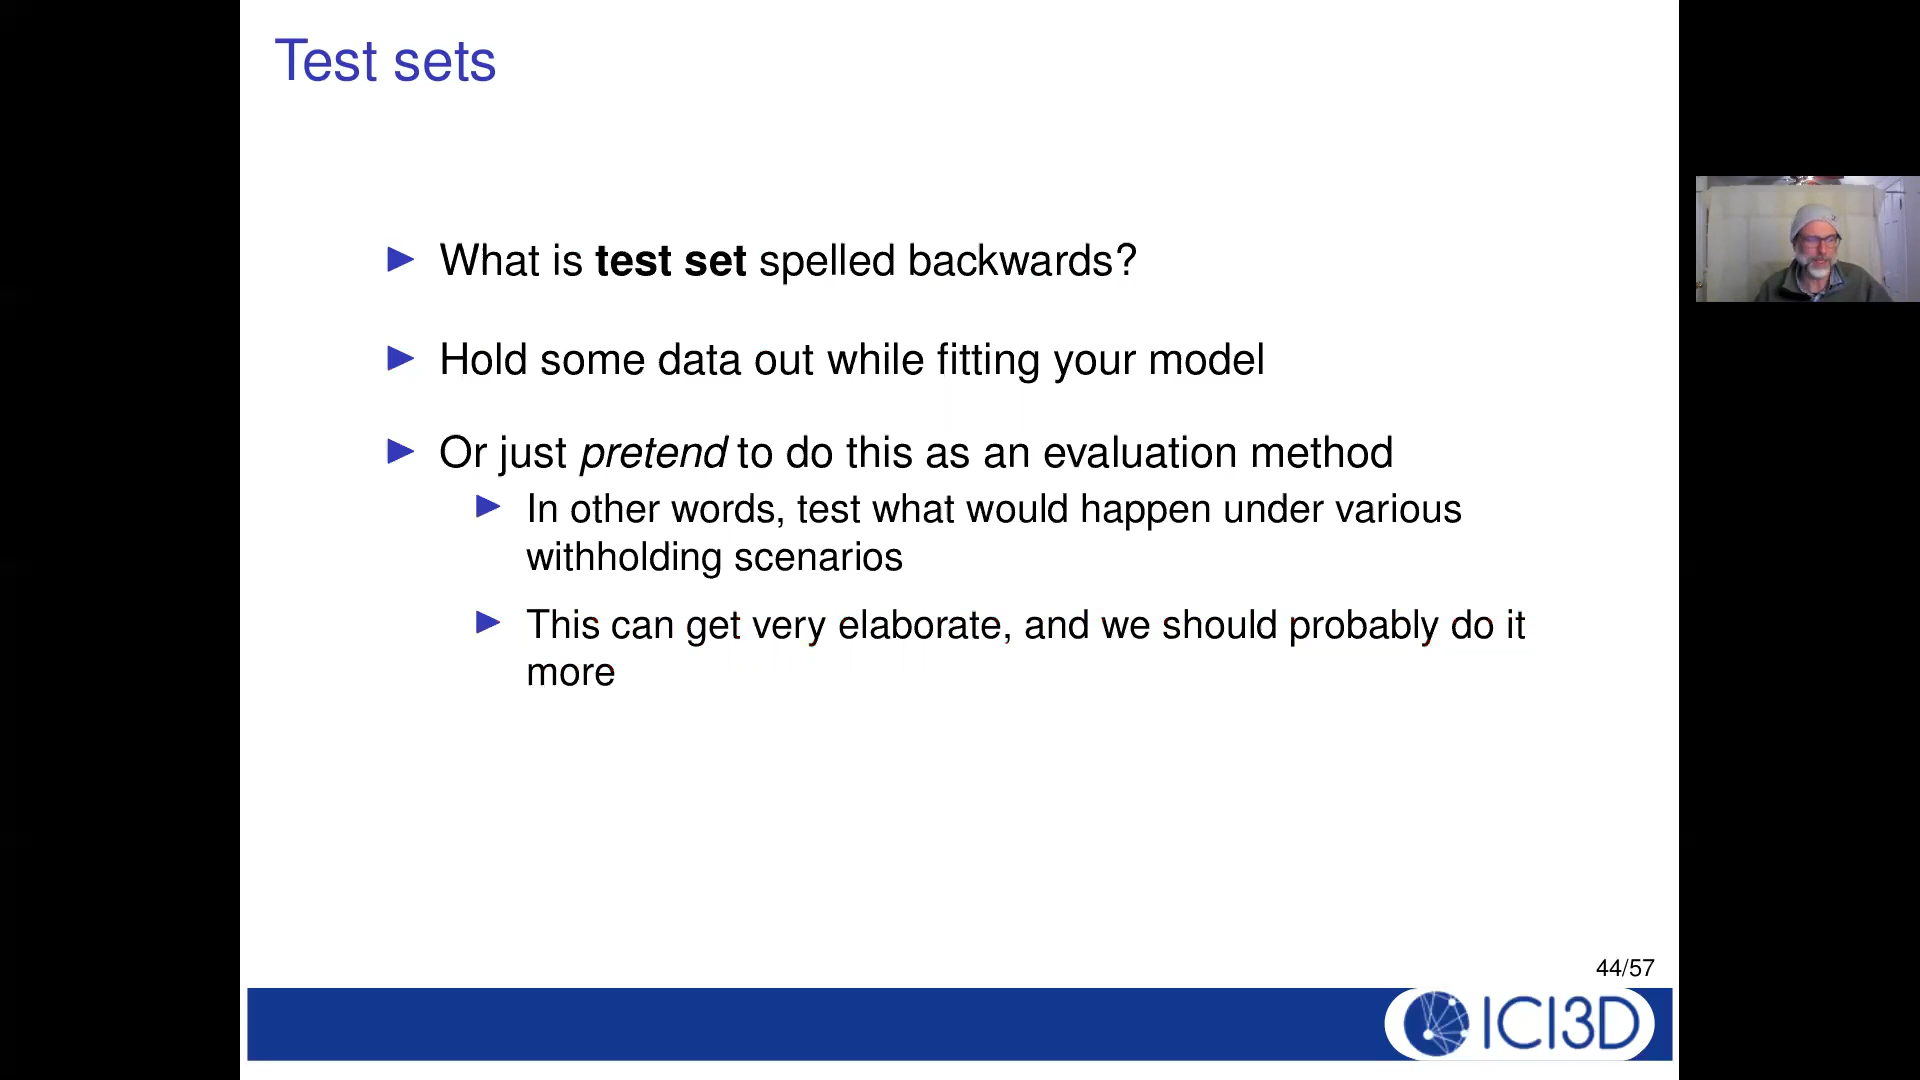 Test sets
What is test set spelled backwards?
Hold some data out while fitting your model
Or just pretend to do this as an evaluation method
In other words, test what would happen under various
withholding scenarios
This can get very elaborate, and we should probably do it
more
44/57
ICI3D